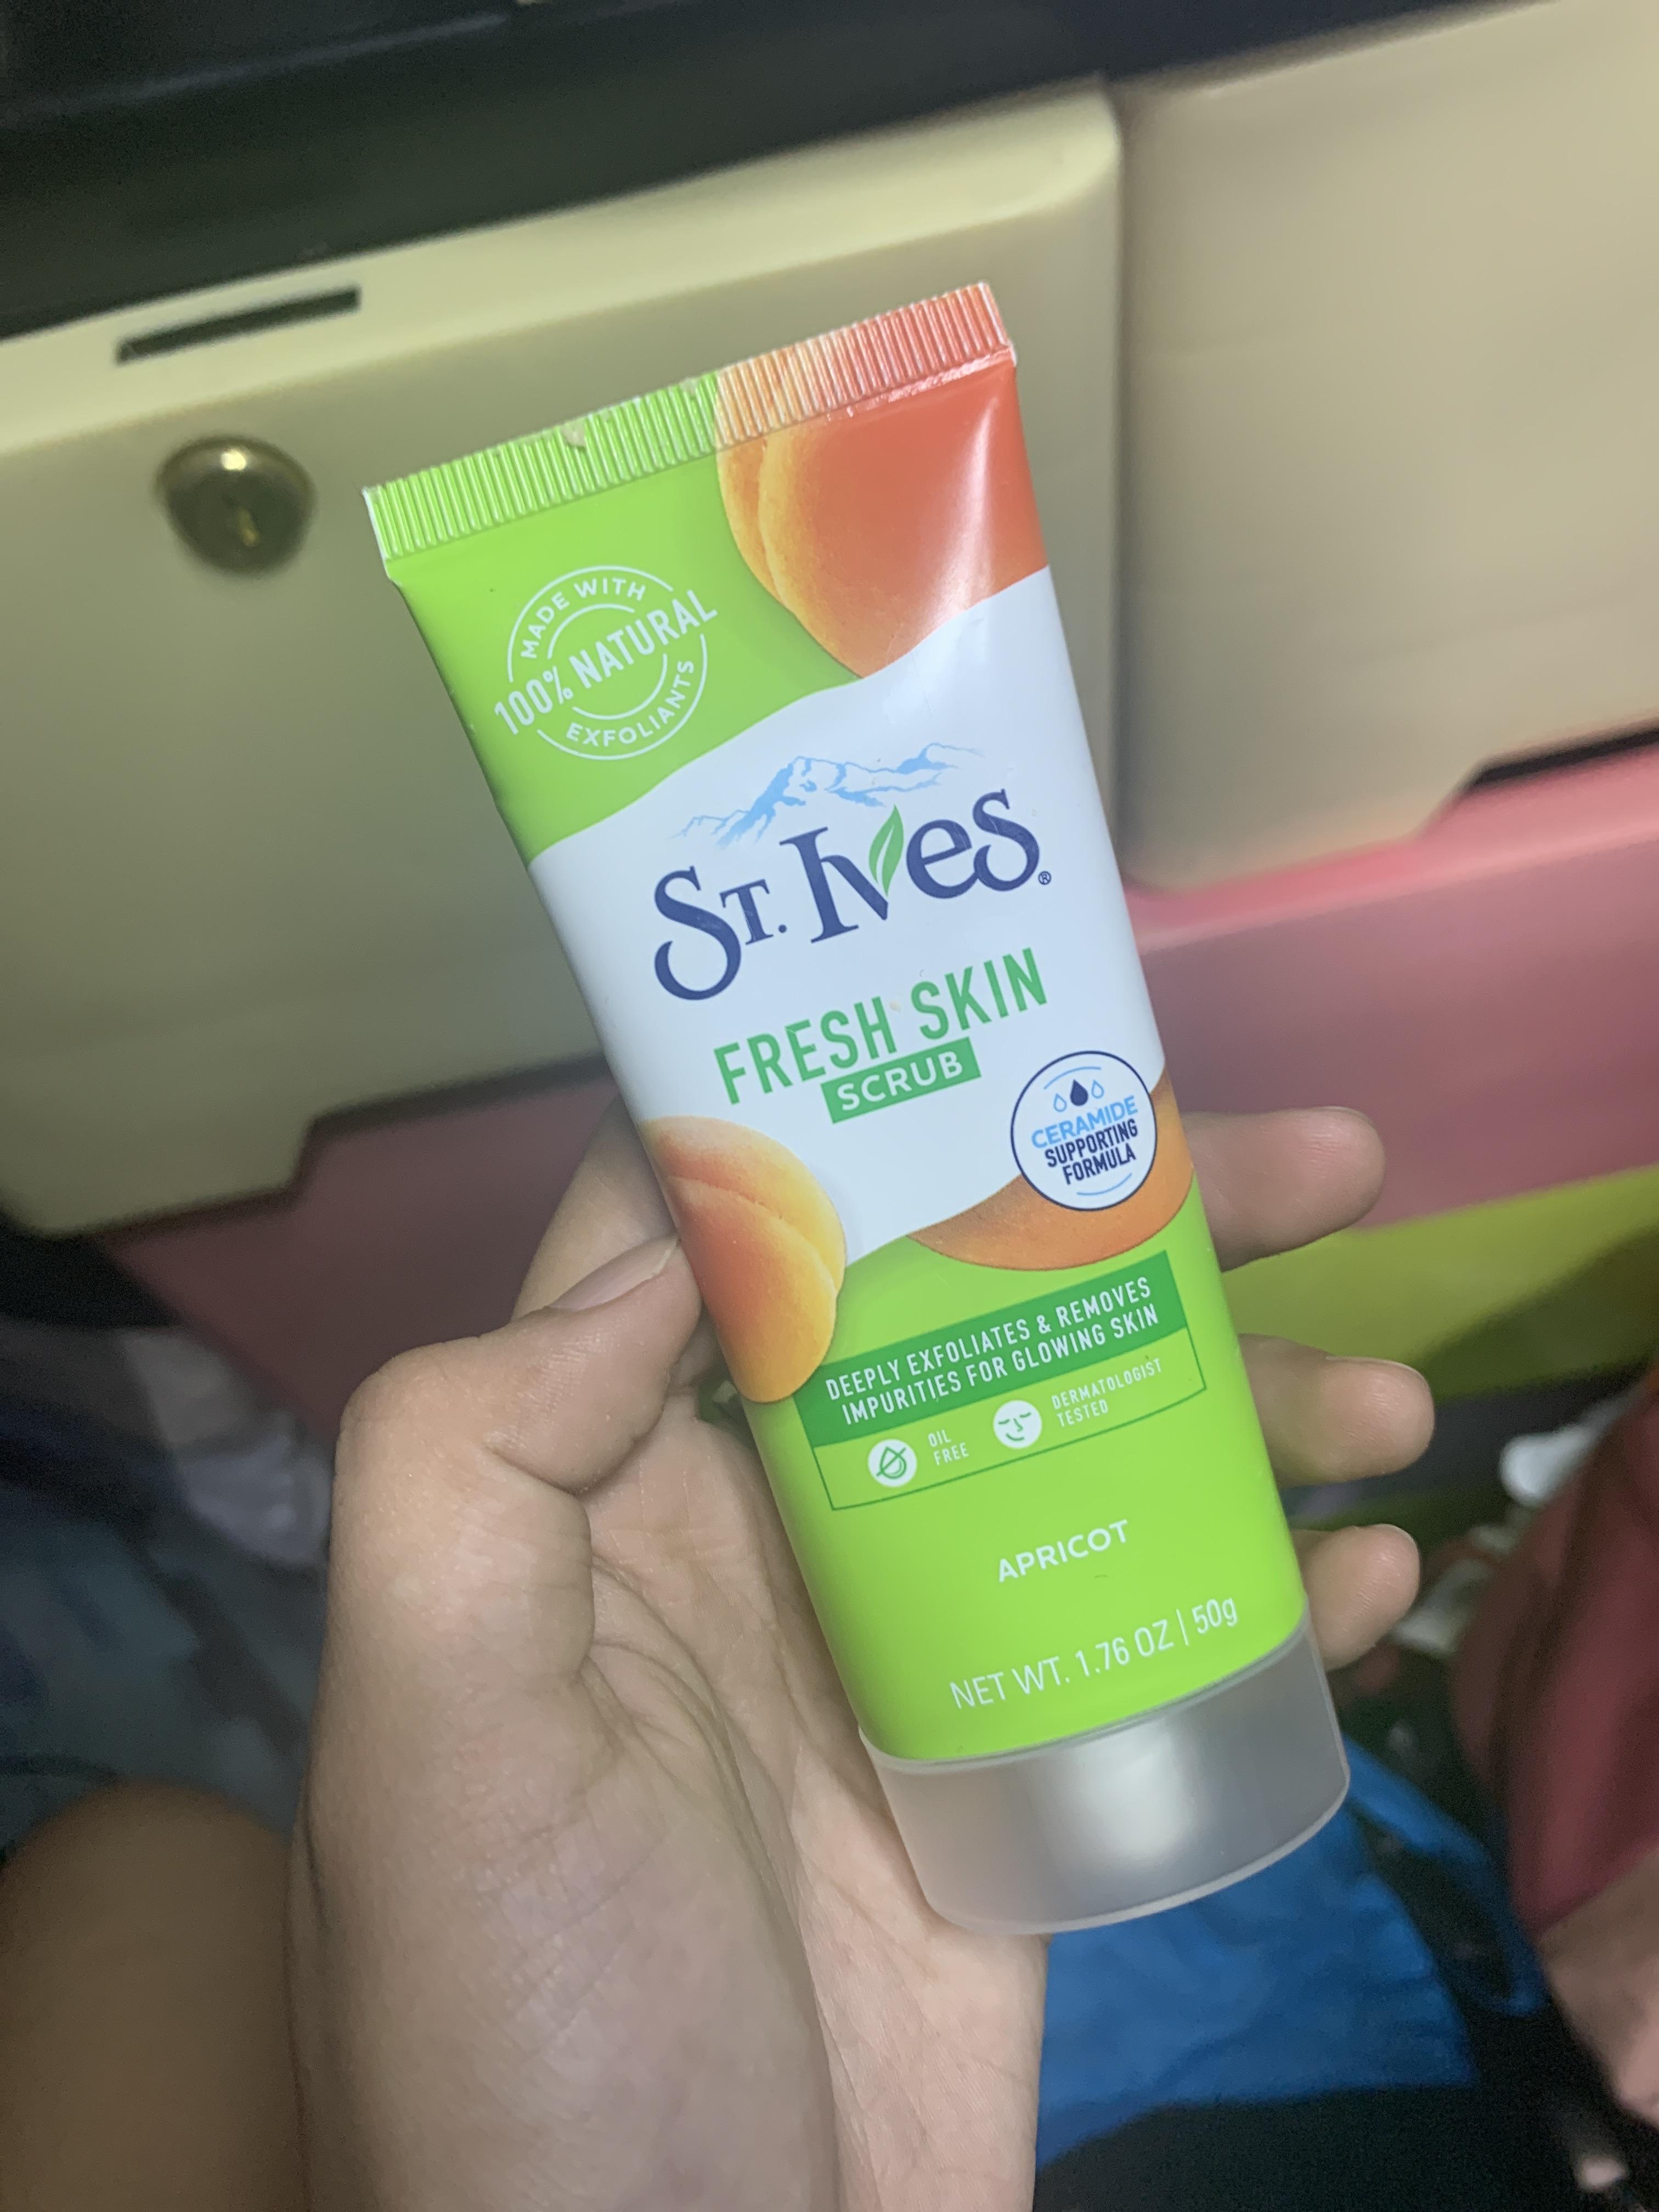 MADE WITH
100% NATURAL
EXFOLIANTS
ST. IVES®
FRESH SKIN
SCRUB
CERAMIDE
SUPPORTING
FORMULA
DEEPLY EXFOLIATES & REMOVES
IMPURITIES FOR GLOWING SKIN
OIL
FREE
DERMATOLOGIST
TESTED
APRICOT
NET WT. 1.76 OZ | 50g